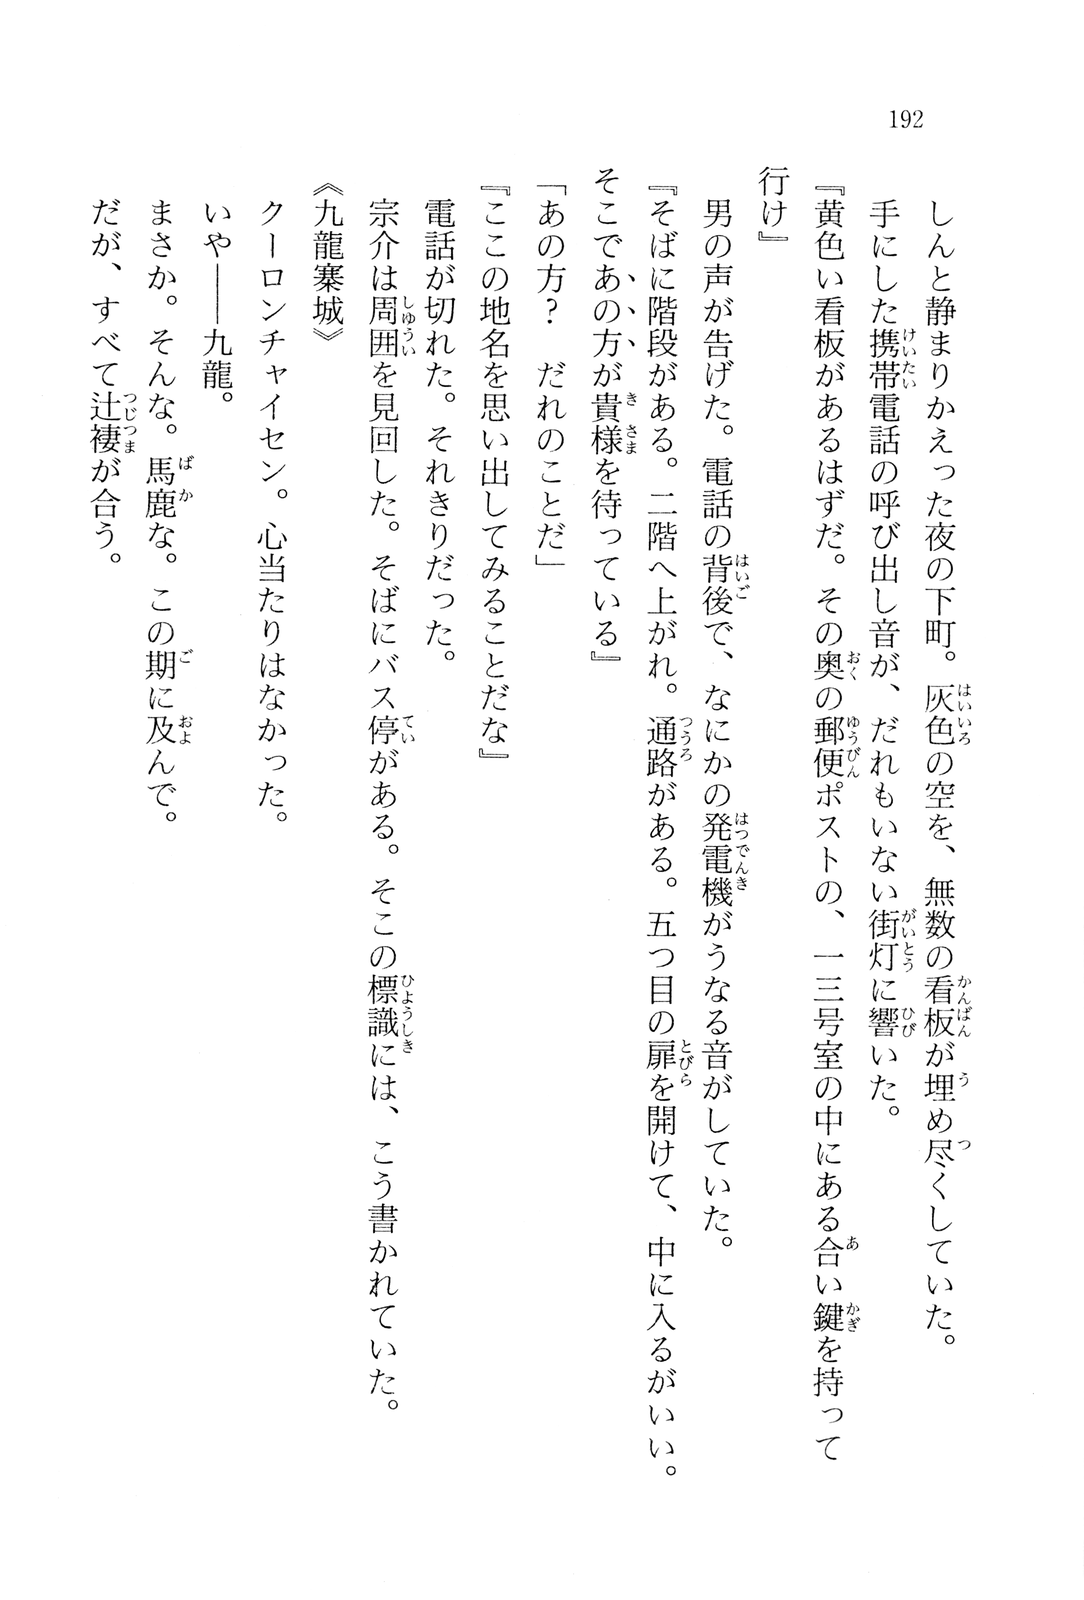 192
しんと静まりかえった夜の下町。灰色の空を、無数の看板が埋め尽くしていた。
手にした携帯電話の呼び出し音が、だれもいない街灯に響いた。
『黄色い看板があるはずだ。その奥の郵便ポストの、一三号室の中にある合い鍵を持って
行け』
男の声が告げた。電話の背後で、なにかの発電機がうなる音がしていた。
『そばに階段がある。二階へ上がれ。通路がある。五つ目の扉を開けて、中に入るがいい。
そこであの方が貴様を待っている』
「あの方？　だれのことだ」
『ここの地名を思い出してみることだな』
電話が切れた。それきりだった。
宗介は周囲を見回した。そばにバス停がある。そこの標識には、こう書かれていた。
《九龍寨城》
クーロンチャイセン。心当たりはなかった。
いや――九龍。
まさか。そんな。馬鹿な。この期に及んで。
だが、すべて辻褄が合う。